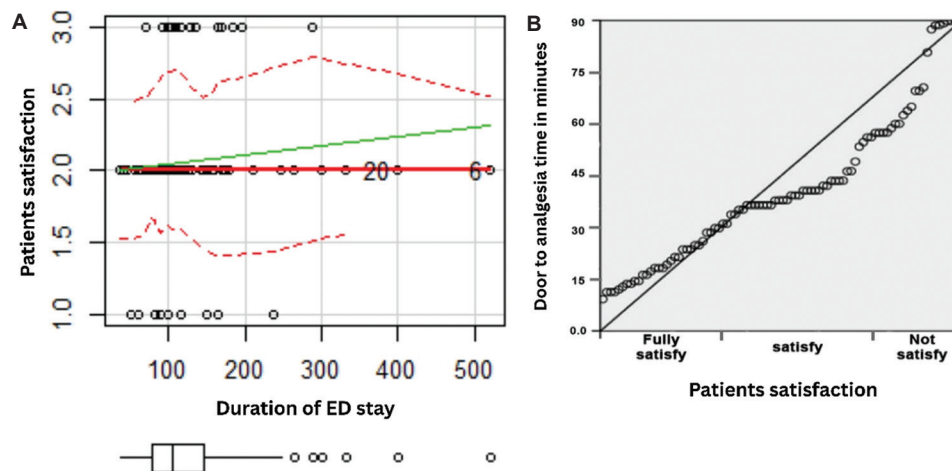 A
Patients satisfaction
3.0
2.5
2.0
1.5
1.0
20
6
100 200 300 400 500
Duration of ED stay
B
Door to analgesia time in minutes
90
75
60
45
30
15
0.0
Fully satisfy
satisfy
Not satisfy
Patients satisfaction